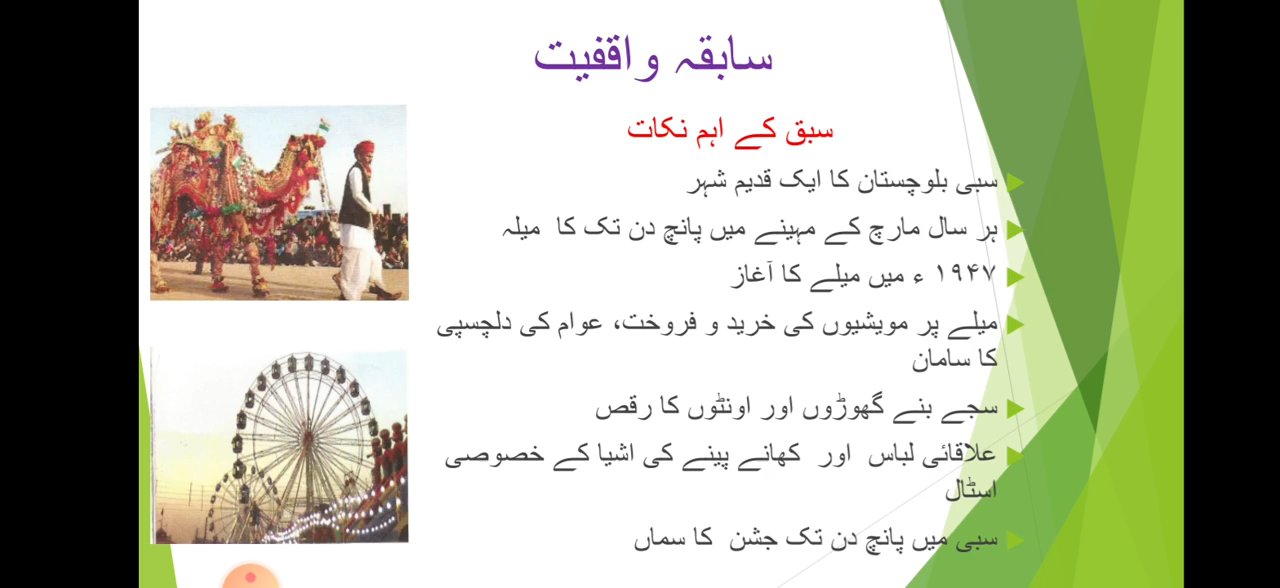 سابقہ واقفیت
سبق کے اہم نکات
سبی بلوچستان کا ایک قدیم شہر
ہر سال مارچ کے مہینے میں پانچ دن تک کا میلہ
۱۹۴۷ ء میں میلے کا آغاز
میلے پر مویشیوں کی خرید و فروخت، عوام کی دلچسپی
کا سامان
سجے بنے گھوڑوں اور اونٹوں کا رقص
علاقائی لباس اور کھانے پینے کی اشیا کے خصوصی
اسٹال
سبی میں پانچ دن تک جشن کا سماں